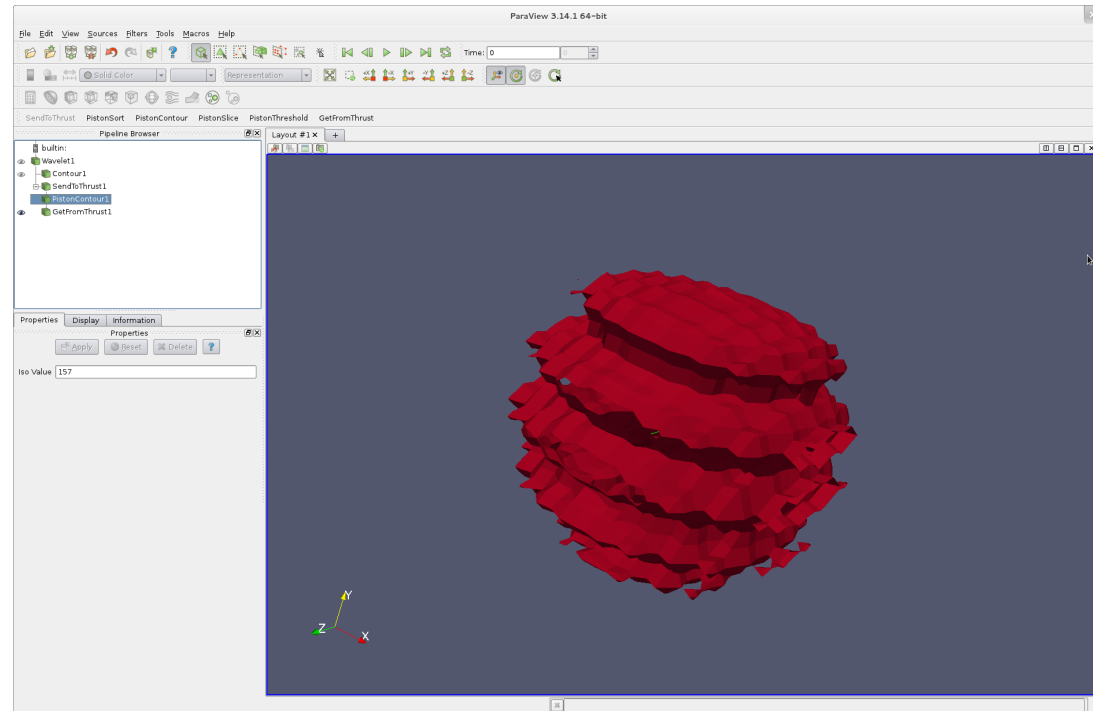 ParaView 3.14.1 64-bit
File Edit View Sources Filters Tools Macros Help
Time: 0 0
Solid Color Representation
SendToThrust PistonSort PistonContour PistonSlice PistonThreshold GetFromThrust
Pipeline Browser
Layout #1
builtin:
Wavelet1
Contour1
SendToThrust1
PistonContour1
GetFromThrust1
Properties Display Information
Properties
Apply Reset Delete ?
Iso Value 157
Y
Z
X